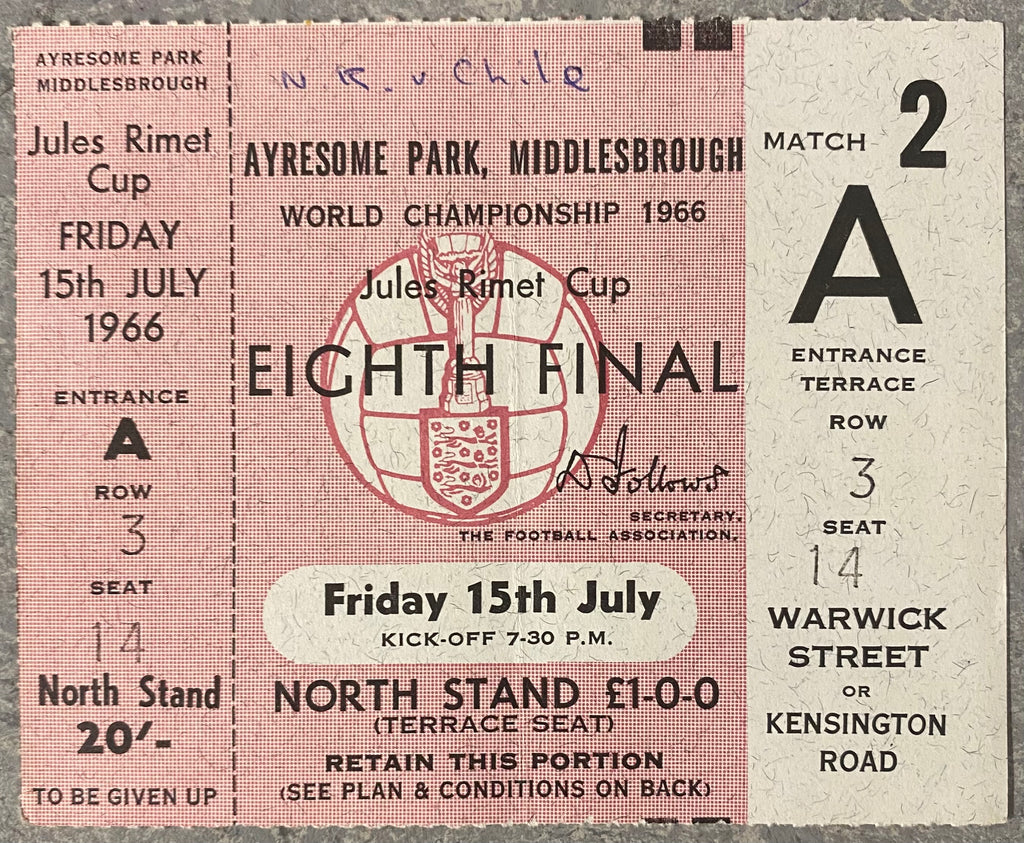 AYRESOME PARK
MIDDLESBROUGH
Jules Rimet
Cup
FRIDAY
15th JULY
1966
ENTRANCE
A
ROW
3
SEAT
14
North Stand
20/-
TO BE GIVEN UP
N.K. v Chile
AYRESOME PARK, MIDDLESBROUGH
WORLD CHAMPIONSHIP 1966
Jules Rimet Cup
EIGHTH FINAL
D Follows
SECRETARY,
THE FOOTBALL ASSOCIATION.
Friday 15th July
KICK-OFF 7-30 P.M.
NORTH STAND £1-0-0
(TERRACE SEAT)
RETAIN THIS PORTION
(SEE PLAN & CONDITIONS ON BACK)
MATCH 2
A
ENTRANCE
TERRACE
ROW
3
SEAT
14
WARWICK
STREET
OR
KENSINGTON
ROAD